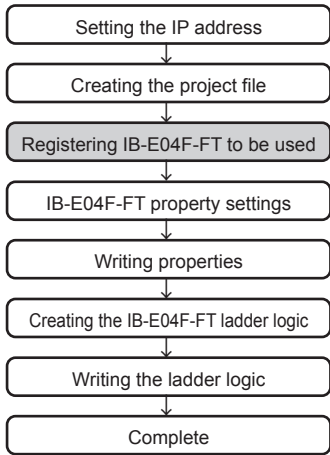 Setting the IP address
Creating the project file
Registering IB-E04F-FT to be used
IB-E04F-FT property settings
Writing properties
Creating the IB-E04F-FT ladder logic
Writing the ladder logic
Complete